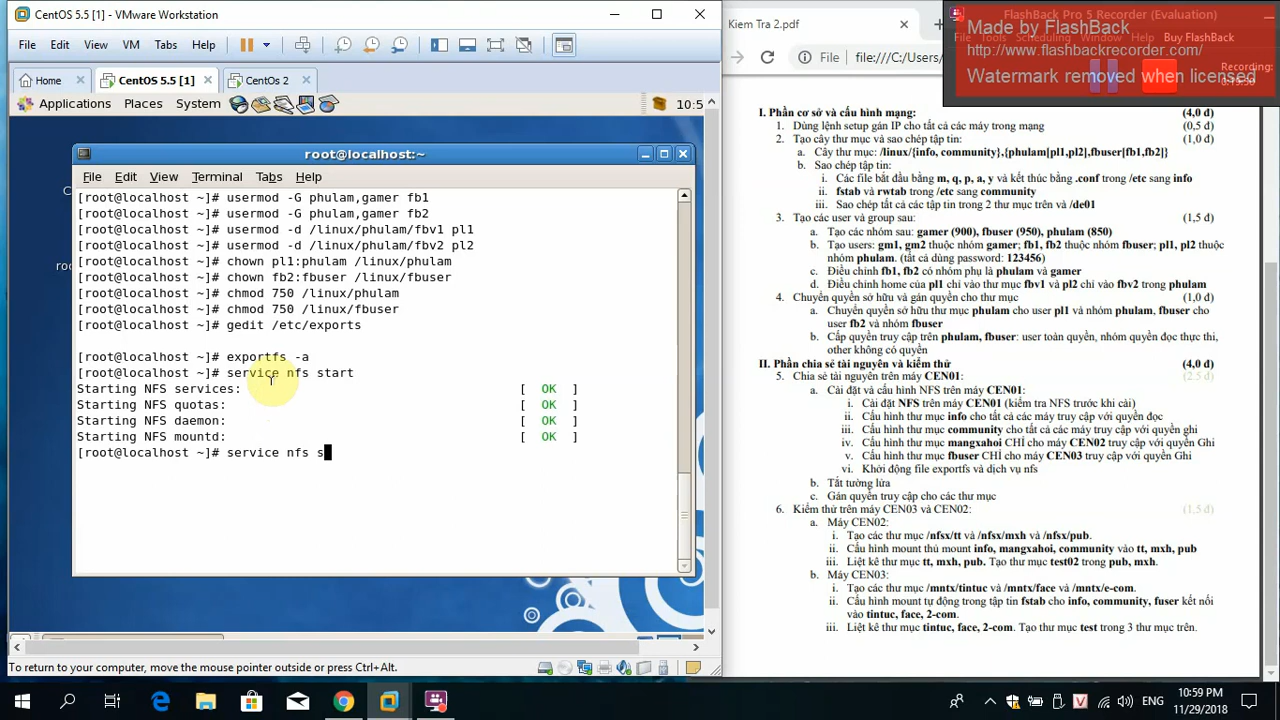 CentOS 5.5 [1] - VMware Workstation
File Edit View VM Tabs Help
Home
CentOS 5.5 [1]
CentOs 2
Applications Places System
10:5
root@localhost:~
File Edit View Terminal Tabs Help
[root@localhost ~]# usermod -G phulam,gamer fb1
[root@localhost ~]# usermod -G phulam,gamer fb2
[root@localhost ~]# usermod -d /linux/phulam/fbv1 pl1
[root@localhost ~]# usermod -d /linux/phulam/fbv2 pl2
[root@localhost ~]# chown pl1:phulam /linux/phulam
[root@localhost ~]# chown fb2:fbuser /linux/fbuser
[root@localhost ~]# chmod 750 /linux/phulam
[root@localhost ~]# chmod 750 /linux/fbuser
[root@localhost ~]# gedit /etc/exports
[root@localhost ~]# exportfs -a
[root@localhost ~]# service nfs start
Starting NFS services: [ OK ]
Starting NFS quotas: [ OK ]
Starting NFS daemon: [ OK ]
Starting NFS mountd: [ OK ]
[root@localhost ~]# service nfs s
To return to your computer, move the mouse pointer outside or press Ctrl+Alt.
Kiem Tra 2.pdf
File file:///C:/Users/
FlashBack Pro 5 Recorder (Evaluation)
Made by FlashBack
File Tools Scheduling Window Help Buy FlashBack
http://www.flashbackrecorder.com/
Recording:
Watermark removed when licensed
I. Phần cơ sở và cấu hình mạng: (4,0 đ)
1. Dùng lệnh setup gán IP cho tất cả các máy trong mạng (0,5 đ)
2. Tạo cây thư mục và sao chép tập tin: (1,0 đ)
a. Cây thư mục: /linux/{info, community},{phulam[pl1,pl2],fbuser[fb1,fb2]}
b. Sao chép tập tin:
i. Các file bắt đầu bằng m, q, p, a, y và kết thúc bằng .conf trong /etc sang info
ii. fstab và rwtab trong /etc sang community
iii. Sao chép tất cả các tập tin trong 2 thư mục trên và /de01
3. Tạo các user và group sau: (1,5 đ)
a. Tạo các nhóm sau: gamer (900), fbuser (950), phulam (850)
b. Tạo users: gm1, gm2 thuộc nhóm gamer; fb1, fb2 thuộc nhóm fbuser; pl1, pl2 thuộc
nhóm phulam. (tất cả dùng password: 123456)
c. Điều chỉnh fb1, fb2 có nhóm phụ là phulam và gamer
d. Điều chỉnh home của pl1 chỉ vào thư mục fbv1 và pl2 chỉ vào fbv2 trong phulam
4. Chuyển quyền sở hữu và gán quyền cho thư mục (1,0 đ)
a. Chuyển quyền sở hữu thư mục phulam cho user pl1 và nhóm phulam, fbuser cho
user fb2 và nhóm fbuser
b. Cấp quyền truy cập trên phulam, fbuser: user toàn quyền, nhóm quyền đọc thực thi,
other không có quyền
II. Phần chia sẻ tài nguyên và kiểm thử (4,0 đ)
5. Chia sẻ tài nguyên trên máy CEN01: (2.5 đ)
a. Cài đặt và cấu hình NFS trên máy CEN01:
i. Cài đặt NFS trên máy CEN01 (kiểm tra NFS trước khi cài)
ii. Cấu hình thư mục info cho tất cả các máy truy cập với quyền đọc
iii. Cấu hình thư mục community cho tất cả các máy truy cập với quyền ghi
iv. Cấu hình thư mục mangxahoi CHỈ cho máy CEN02 truy cập với quyền Ghi
v. Cấu hình thư mục fbuser CHỈ cho máy CEN03 truy cập với quyền Ghi
vi. Khởi động file exportfs và dịch vụ nfs
b. Tắt tường lửa
c. Gán quyền truy cập cho các thư mục
6. Kiểm thử trên máy CEN03 và CEN02: (1,5 đ)
a. Máy CEN02:
i. Tạo các thư mục /nfsx/tt và /nfsx/mxh và /nfsx/pub.
ii. Cấu hình mount thủ mount info, mangxahoi, community vào tt, mxh, pub
iii. Liệt kê thư mục tt, mxh, pub. Tạo thư mục test02 trong pub, mxh.
b. Máy CEN03:
i. Tạo các thư mục /mntx/tintuc và /mntx/face và /mntx/e-com.
ii. Cấu hình mount tự động trong tập tin fstab cho info, community, fuser kết nối
vào tintuc, face, 2-com.
iii. Liệt kê thư mục tintuc, face, 2-com. Tạo thư mục test trong 3 thư mục trên.
ENG
10:59 PM
11/29/2018